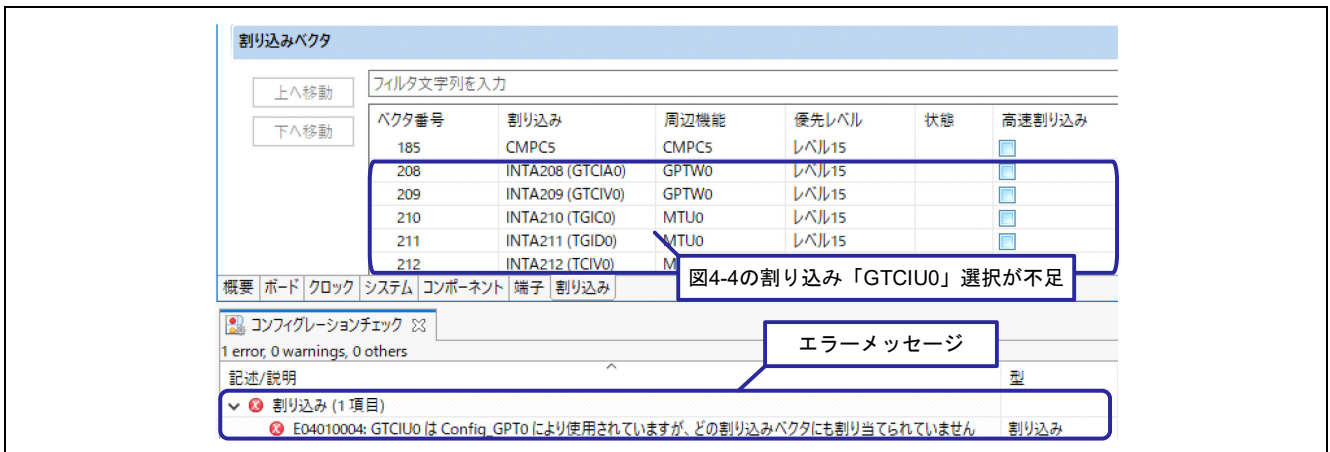 割り込みベクタ
上へ移動
下へ移動
フィルタ文字列を入力
ベクタ番号 割り込み 周辺機能 優先レベル 状態 高速割り込み
185 CMPC5 CMPC5 レベル15
208 INTA208 (GTCIA0) GPTW0 レベル15
209 INTA209 (GTCIV0) GPTW0 レベル15
210 INTA210 (TGIC0) MTU0 レベル15
211 INTA211 (TGID0) MTU0 レベル15
212 INTA212 (TCIV0) M
図4-4の割り込み「GTCIU0」選択が不足
概要 ボード クロック システム コンポーネント 端子 割り込み
コンフィグレーションチェック
1 error, 0 warnings, 0 others
エラーメッセージ
記述/説明 型
割り込み (1 項目)
E04010004: GTCIU0 は Config_GPT0 により使用されていますが、どの割り込みベクタにも割り当てられていません 割り込み